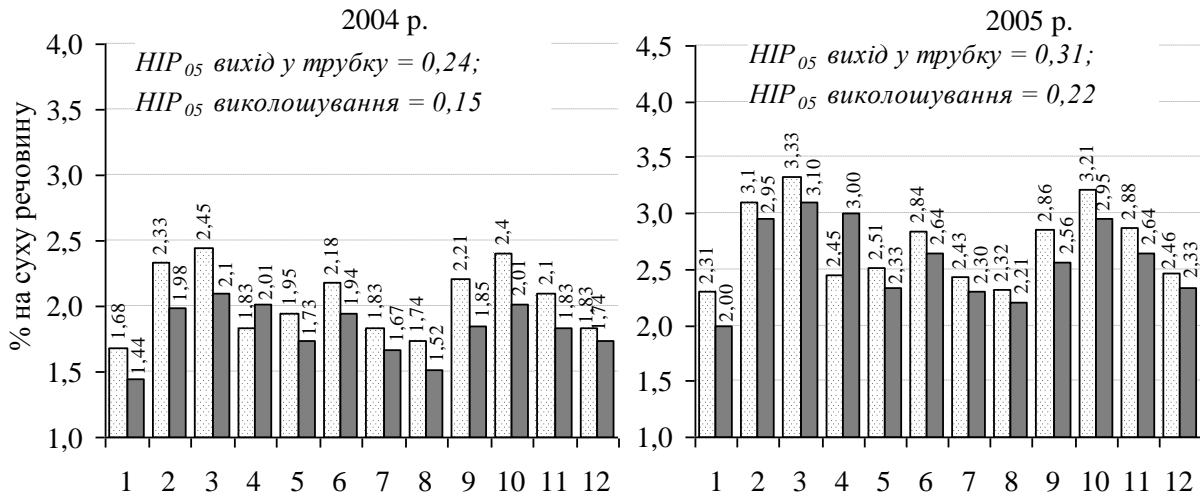 2004 р.
НІР05 вихід у трубку = 0,24;
НІР05 виколошування = 0,15
% на суху речовину
4,0
3,5
3,0
2,5
2,0
1,5
1,0
1,68 1,44 2,33 1,98 2,45 2,1 1,83 2,01 1,95 1,73 2,18 1,94 1,83 1,67 1,74 1,52 2,21 1,85 2,4 2,01 2,1 1,83 1,83 1,74
1 2 3 4 5 6 7 8 9 10 11 12
2005 р.
НІР05 вихід у трубку = 0,31;
НІР05 виколошування = 0,22
4,5
4,0
3,5
3,0
2,5
2,0
1,5
1,0
2,31 2,00 3,1 2,95 3,33 3,10 2,45 3,00 2,51 2,33 2,84 2,64 2,43 2,30 2,32 2,21 2,86 2,56 3,21 2,95 2,88 2,64 2,46 2,33
1 2 3 4 5 6 7 8 9 10 11 12